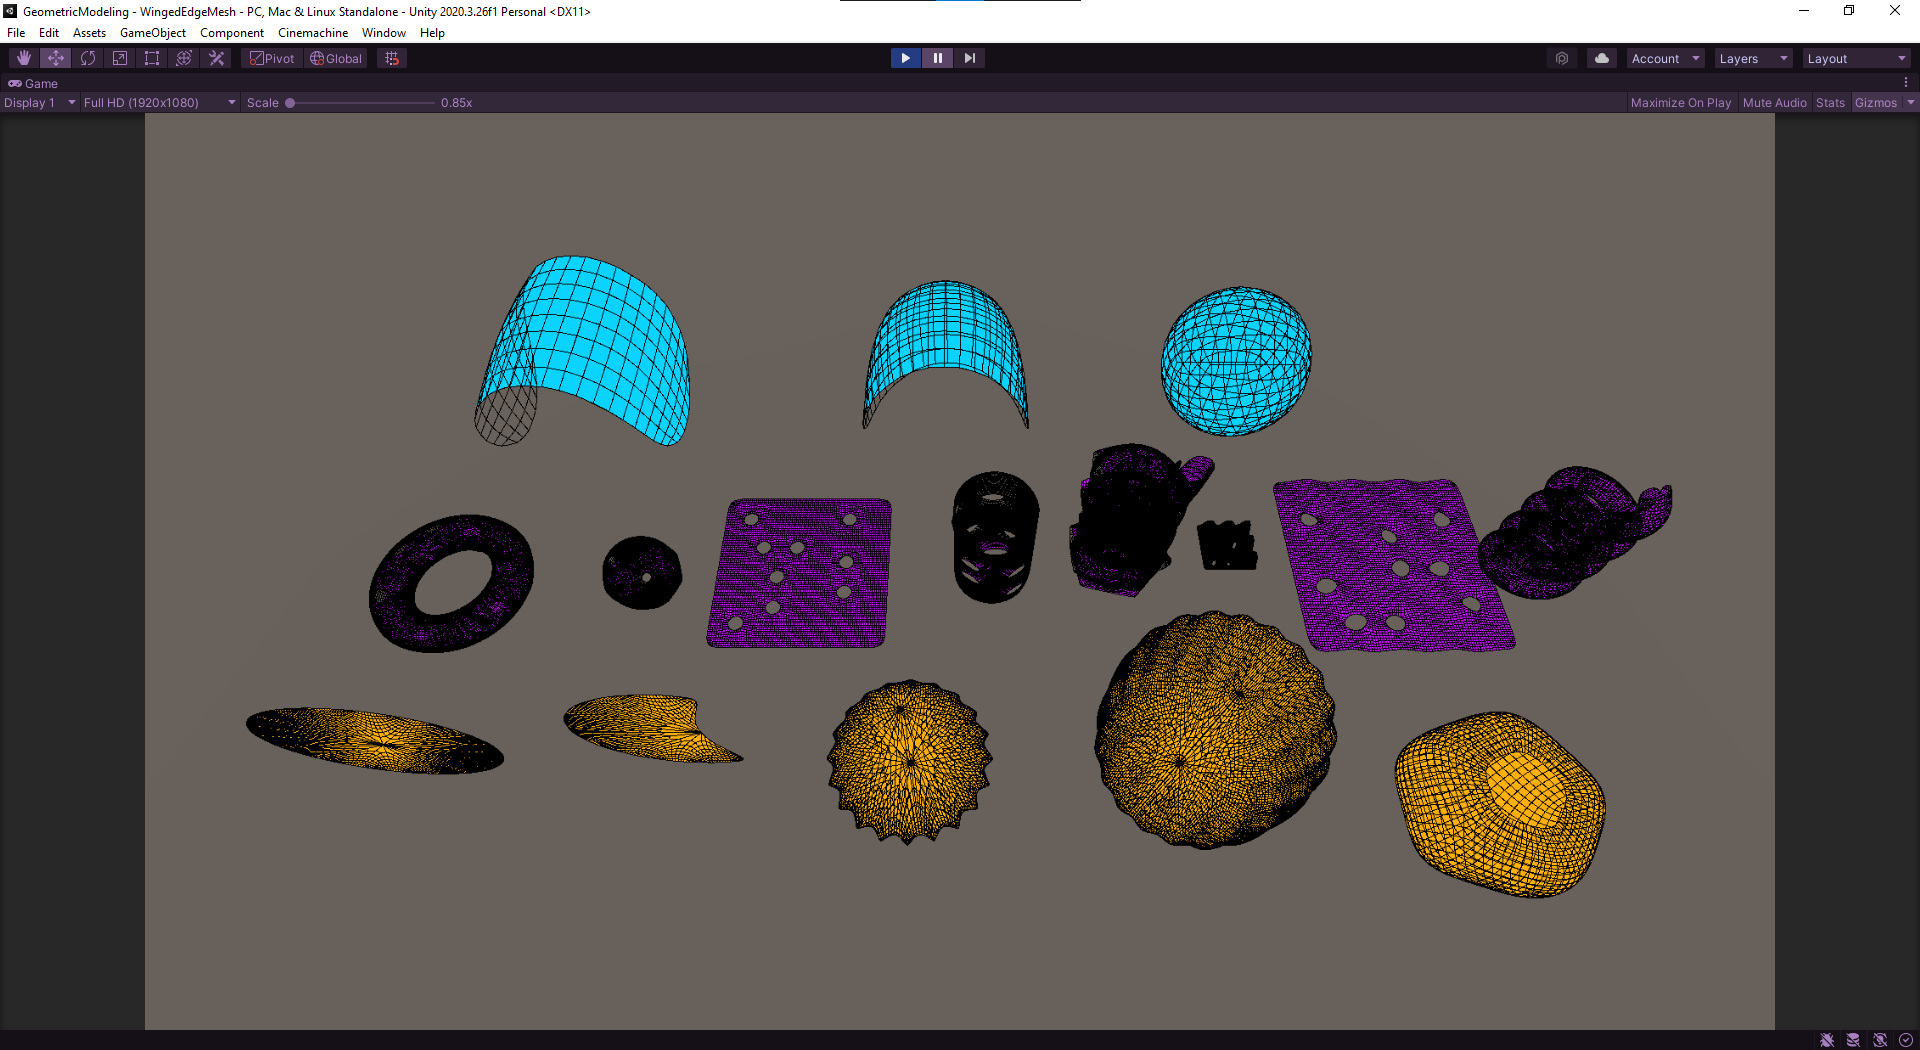 GeometricModeling - WingedEdgeMesh - PC, Mac & Linux Standalone - Unity 2020.3.26f1 Personal <DX11>
File Edit Assets GameObject Component Cinemachine Window Help
Pivot Global Account Layers Layout
Game
Display 1 Full HD (1920x1080) Scale 0.85x Maximize On Play Mute Audio Stats Gizmos